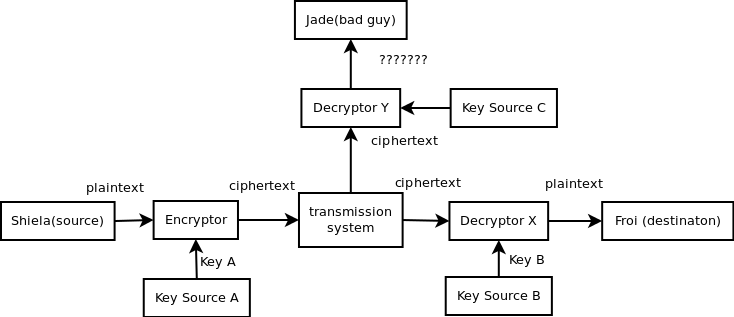 Jade(bad guy)
???????
Decryptor Y
Key Source C
ciphertext
plaintext
ciphertext
ciphertext
plaintext
Shiela(source)
Encryptor
transmission
system
Decryptor X
Froi (destinaton)
Key A
Key B
Key Source A
Key Source B